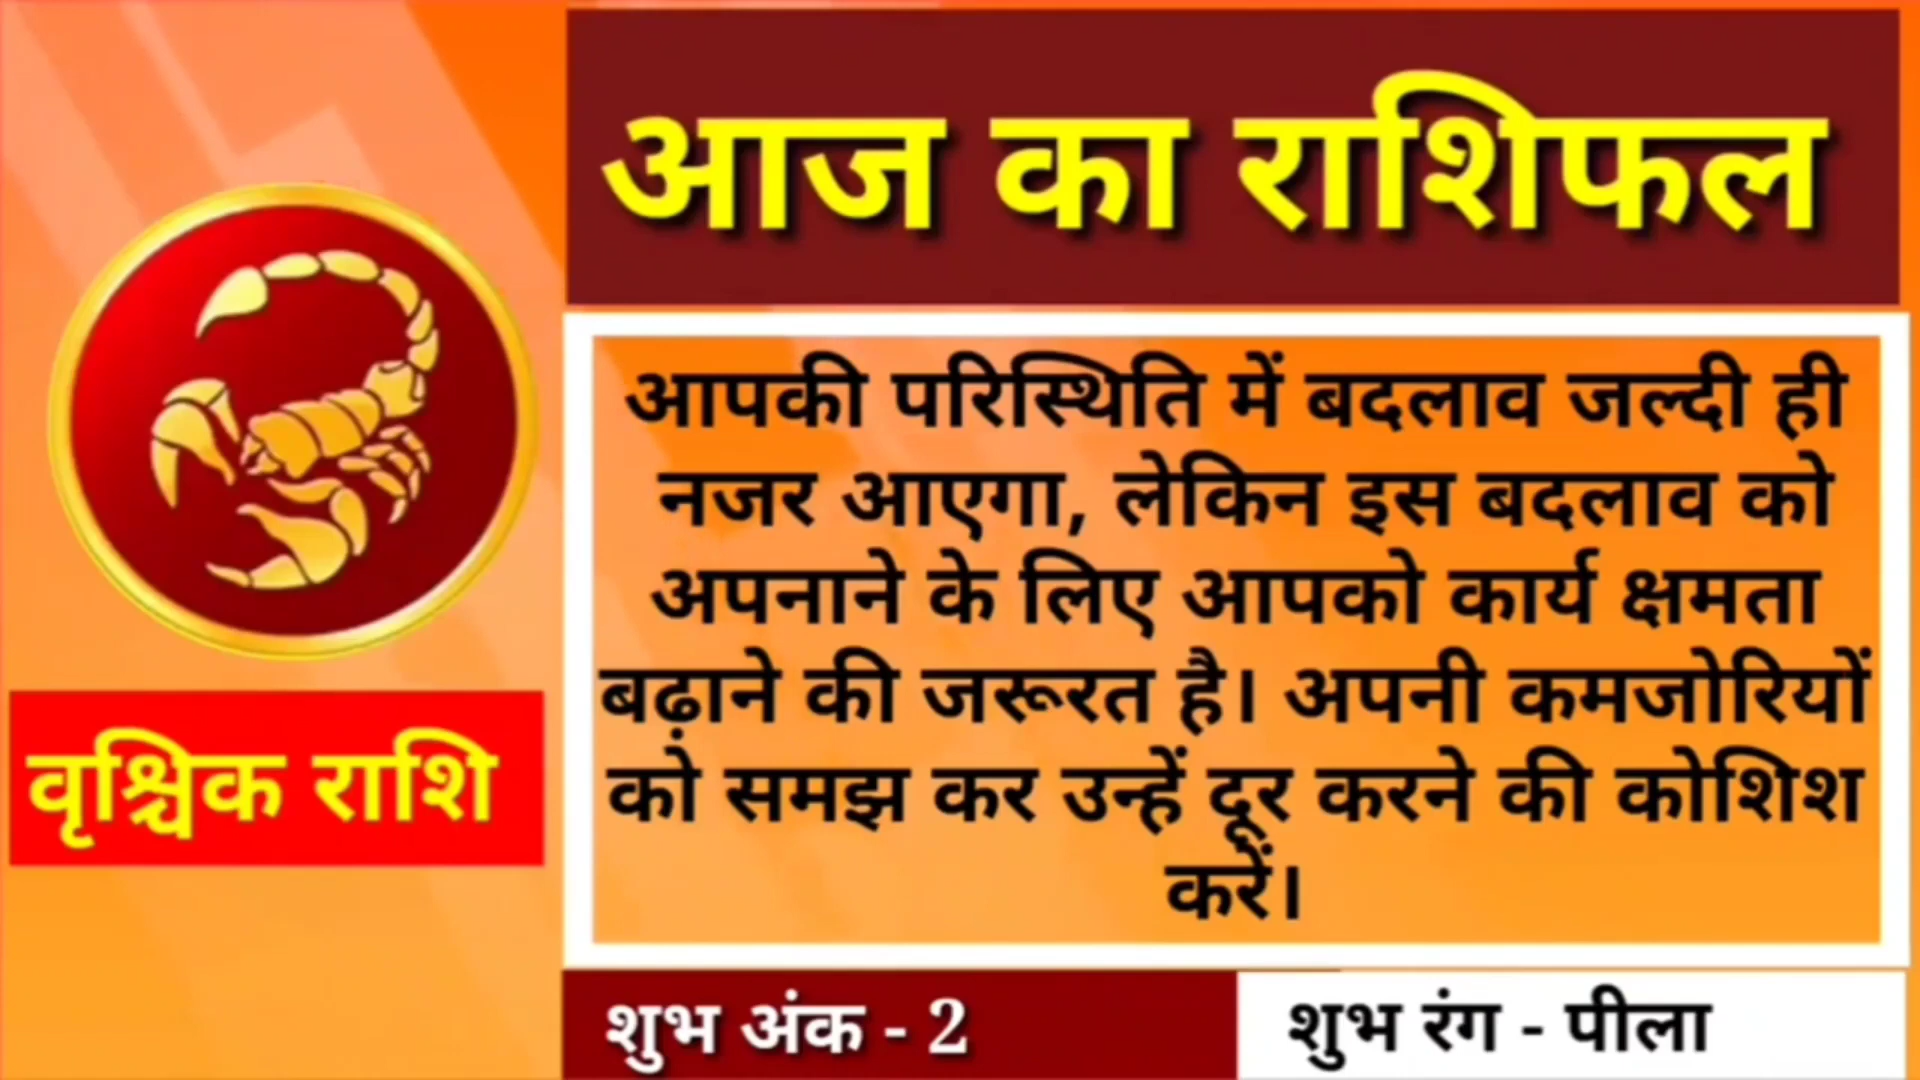 आज का राशिफल
आपकी परिस्थिति में बदलाव जल्दी ही
नजर आएगा, लेकिन इस बदलाव को
अपनाने के लिए आपको कार्य क्षमता
बढ़ाने की जरूरत है। अपनी कमजोरियों
को समझ कर उन्हें दूर करने की कोशिश
करें।
वृश्चिक राशि
शुभ अंक - 2
शुभ रंग - पीला